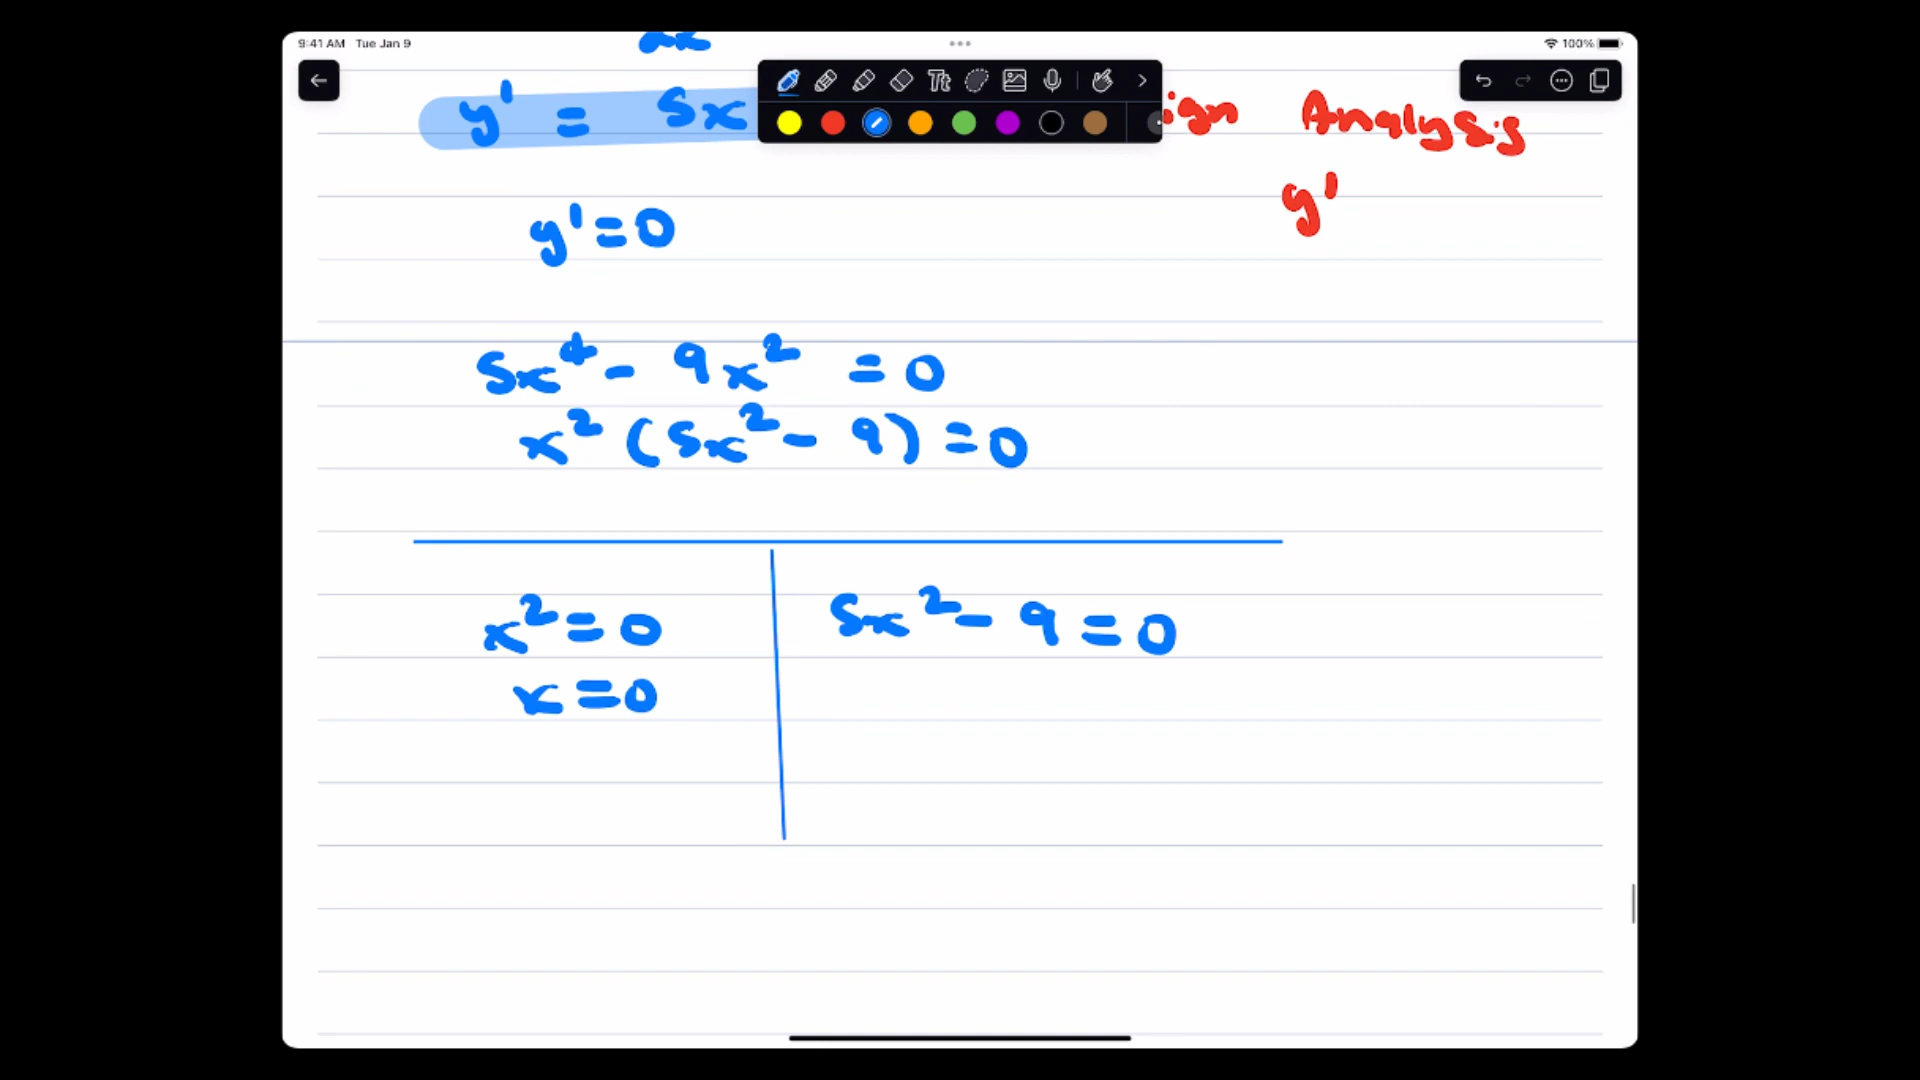 9:41 AM Tue Jan 9
100%
Tt
y' = 5x
Analysis
y'
y'=0
5x⁴ - 9x² = 0
x² (5x² - 9) = 0
x² = 0
5x² - 9 = 0
x = 0